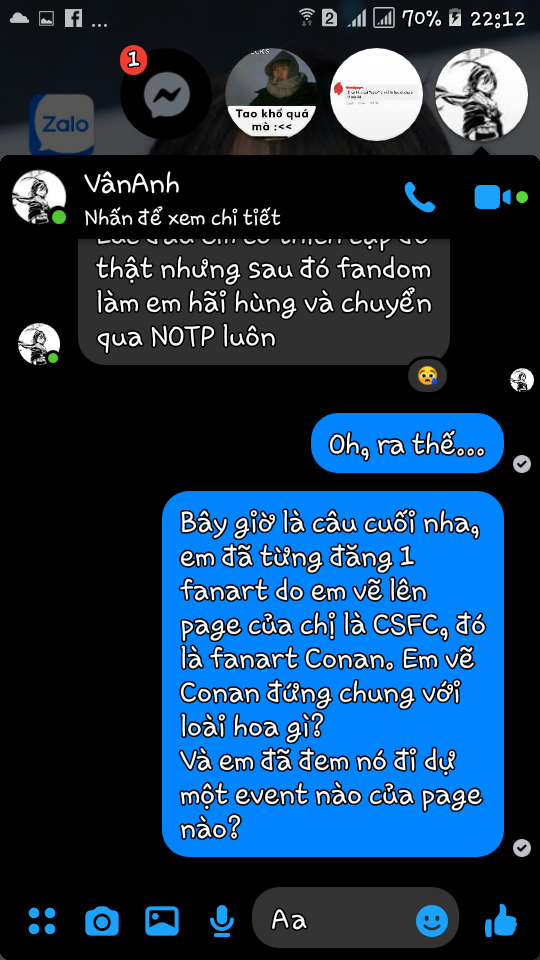 ... 2 70% 22:12
1
Zalo
Tao khổ quá
mà :<<
VânAnh
Nhấn để xem chi tiết
thật nhưng sau đó fandom
làm em hãi hùng và chuyển
qua NOTP luôn
Oh, ra thế...
Bây giờ là câu cuối nha,
em đã từng đăng 1
fanart do em vẽ lên
page của chị là CSFC, đó
là fanart Conan. Em vẽ
Conan đứng chung với
loài hoa gì?
Và em đã đem nó đi dự
một event nào của page
nào?
Aa